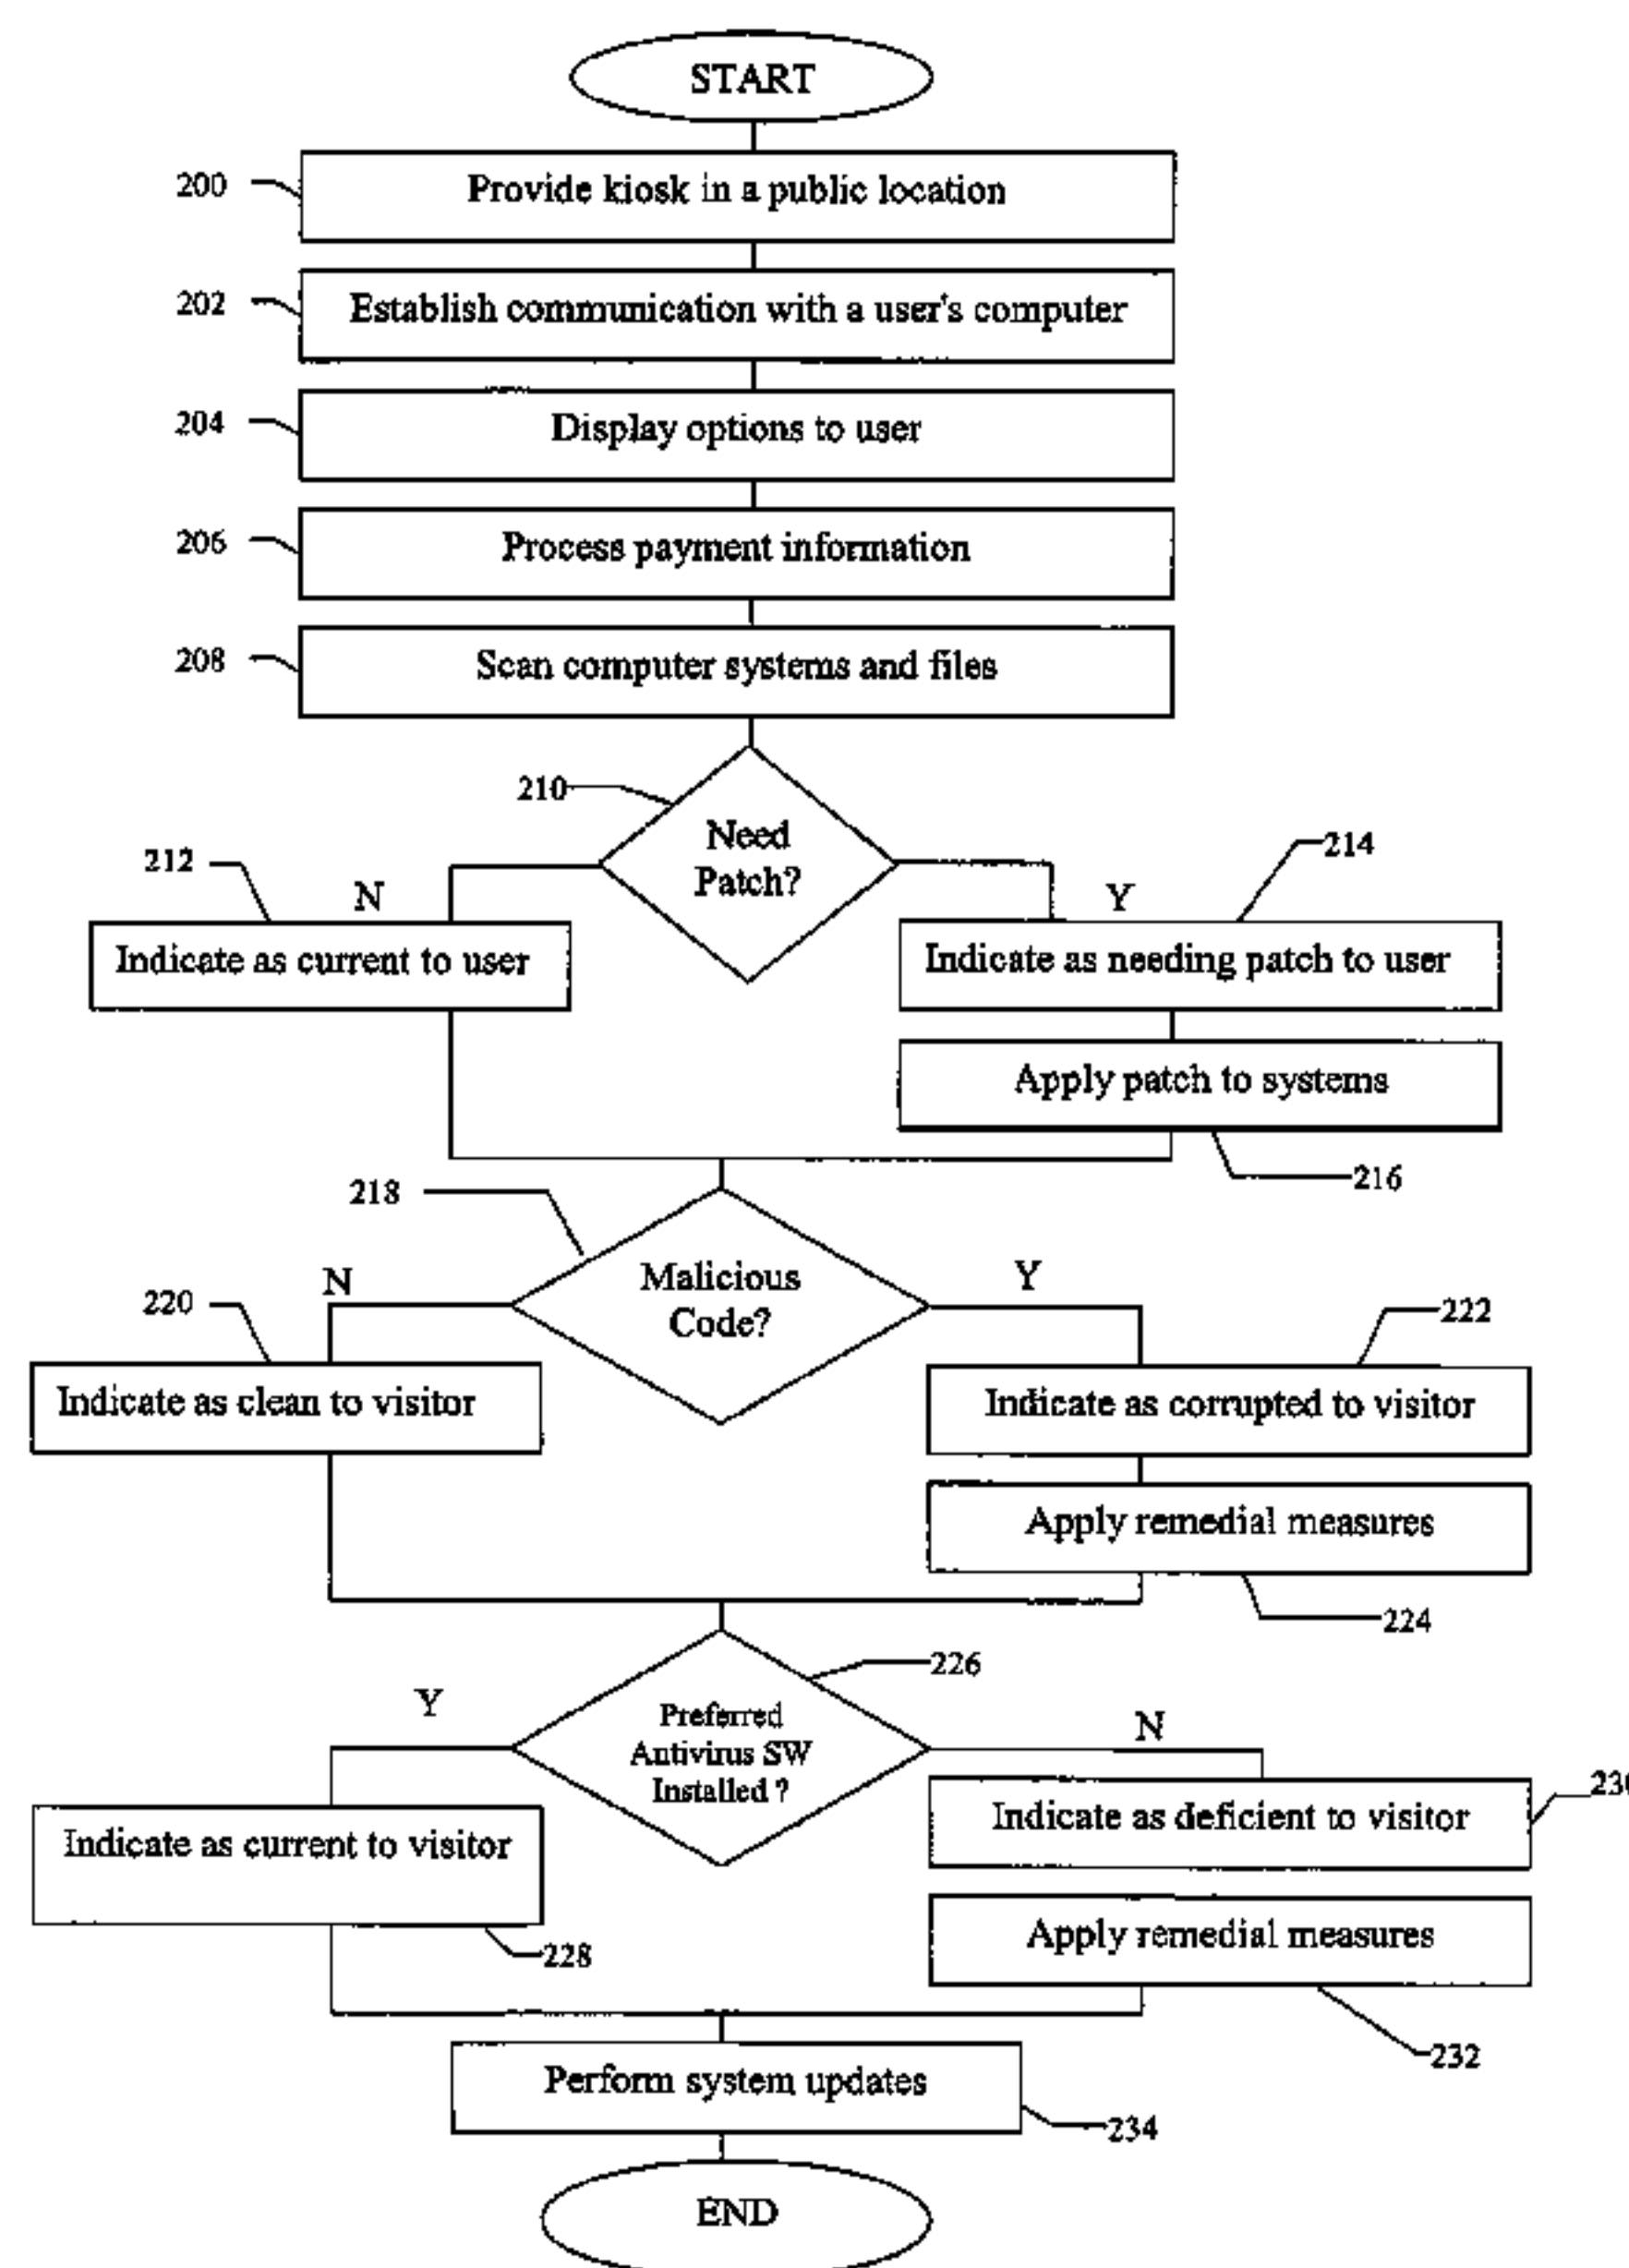 START
200
Provide kiosk in a public location
202
Establish communication with a user's computer
204
Display options to user
206
Process payment information
208
Scan computer systems and files
210
Need
Patch?
212
N
Y
214
Indicate as current to user
Indicate as needing patch to user
Apply patch to systems
216
218
Malicious
Code?
N
Y
220
222
Indicate as clean to visitor
Indicate as corrupted to visitor
Apply remedial measures
224
226
Preferred
Antivirus SW
Installed ?
Y
N
230
Indicate as current to visitor
Indicate as deficient to visitor
228
Apply remedial measures
232
Perform system updates
234
END